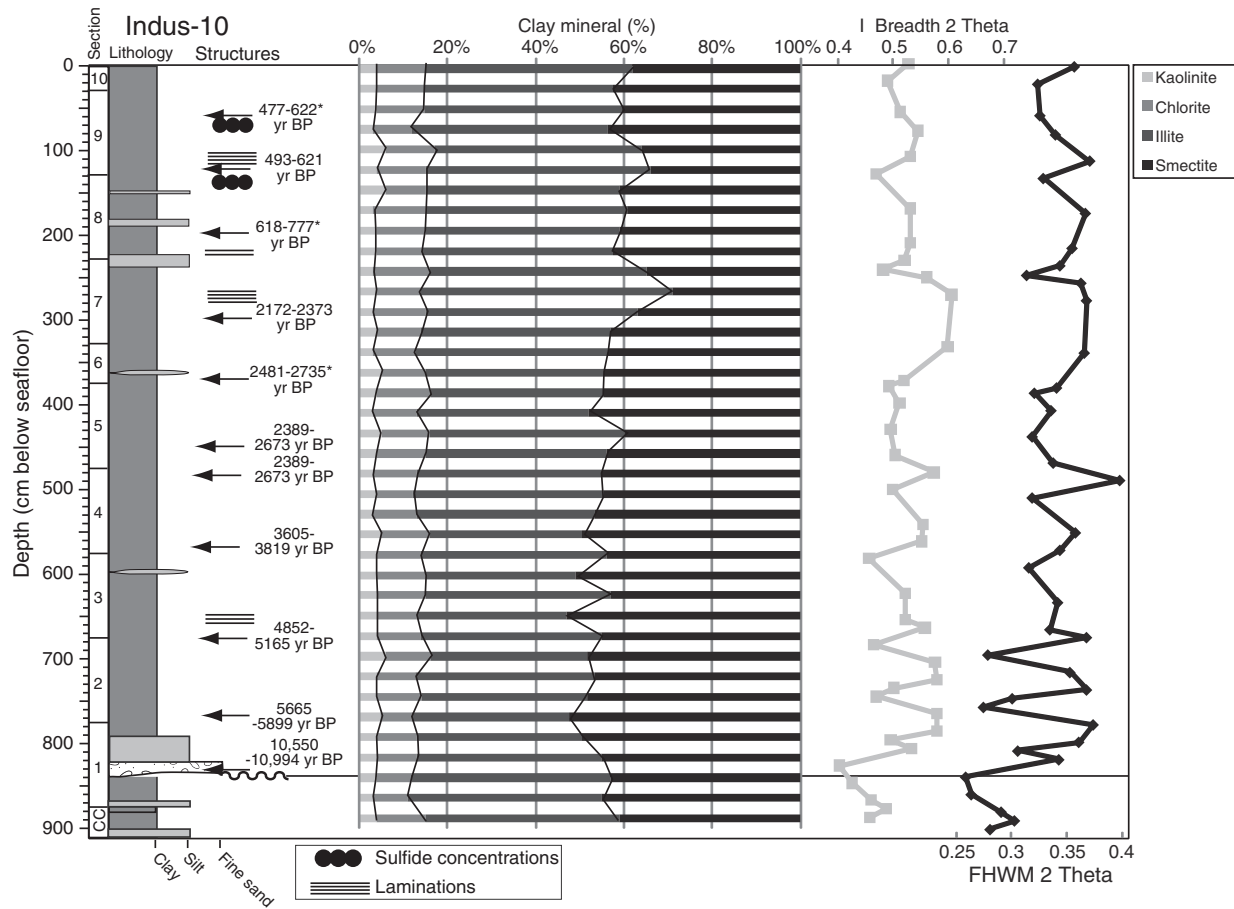 Indus-10
Clay mineral (%)
I Breadth 2 Theta
Section
Lithology
Structures
0%
20%
40%
60%
80%
100%
0.4
0.5
0.6
0.7
Kaolinite
Chlorite
Illite
Smectite
Depth (cm below seafloor)
0
100
200
300
400
500
600
700
800
900
10
9
8
7
6
5
4
3
2
1
CC
477-622*
yr BP
493-621
yr BP
618-777*
yr BP
2172-2373
yr BP
2481-2735*
yr BP
2389-
2673 yr BP
2389-
2673 yr BP
3605-
3819 yr BP
4852-
5165 yr BP
5665
-5899 yr BP
10,550
-10,994 yr BP
Clay
Silt
Fine sand
Sulfide concentrations
Laminations
0.25
0.3
0.35
0.4
FHWM 2 Theta